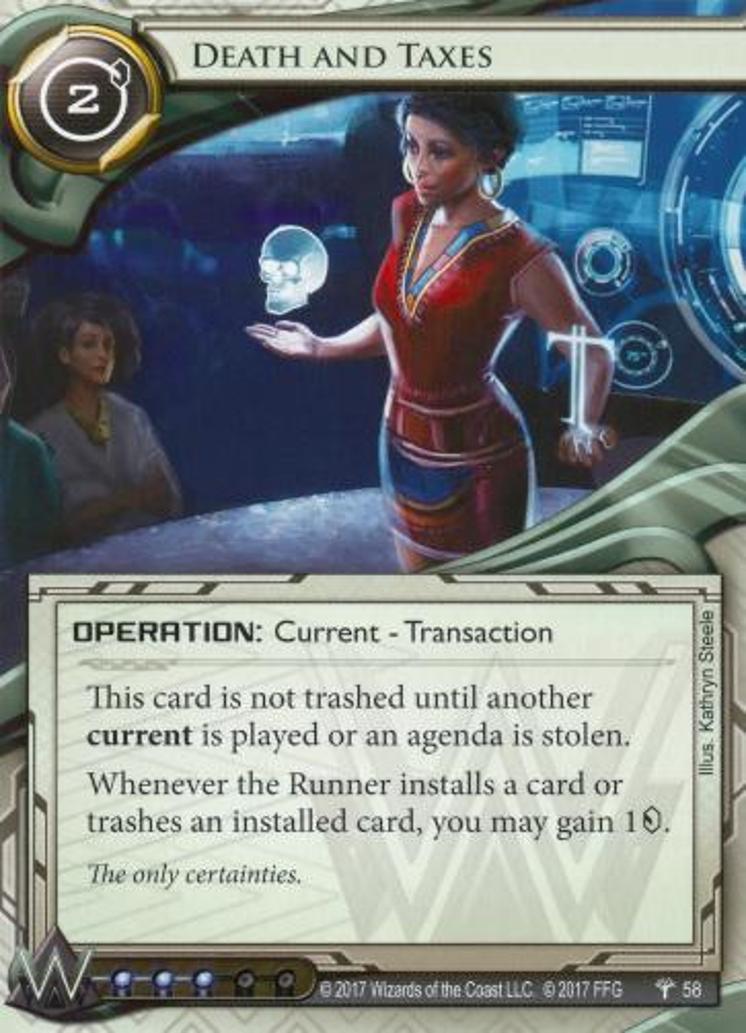 2
DEATH AND TAXES
OPERATION: Current - Transaction
This card is not trashed until another
current is played or an agenda is stolen.
Whenever the Runner installs a card or
trashes an installed card, you may gain 1.
The only certainties.
Illus. Kathryn Steele
© 2017 Wizards of the Coast LLC. © 2017 FFG
58